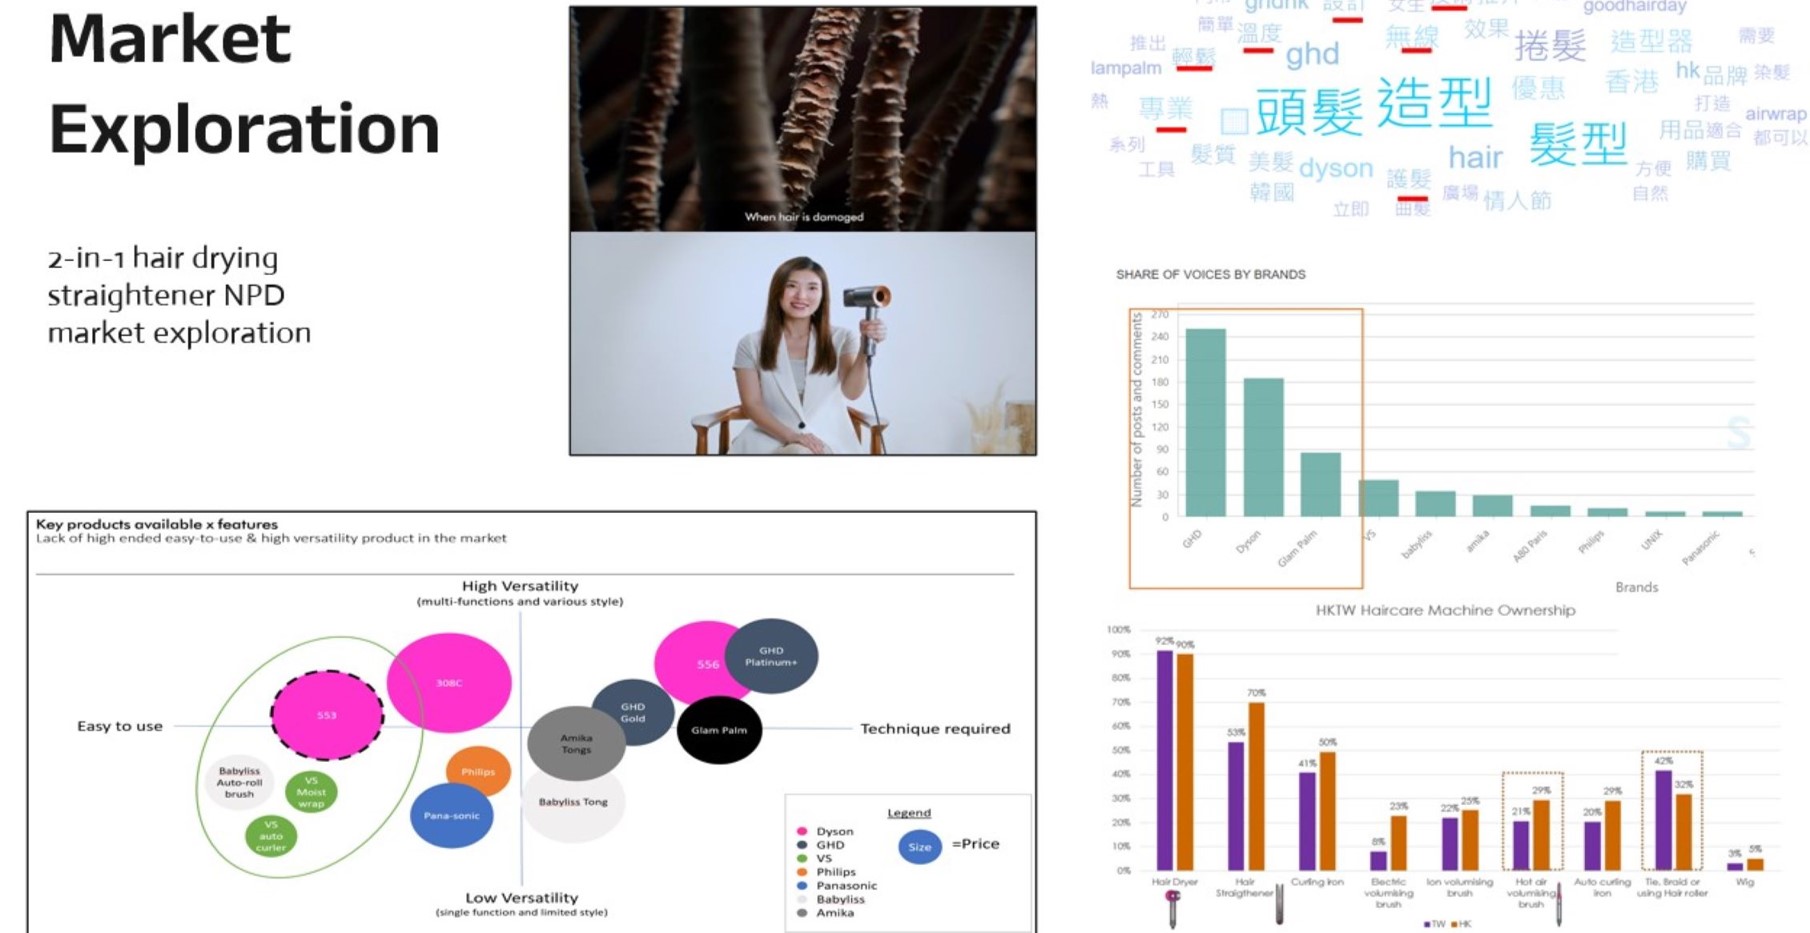 Market
Exploration
2-in-1 hair drying
straightener NPD
market exploration
When hair is damaged
ghdhk 設計 女生
goodhairday
簡單 溫度 無線 效果 捲髮 造型器 需要
推出 輕鬆 ghd
lampalm
hk 品牌 染髮
熱 專業 頭髮 造型 優惠 香港 打造
airwrap
系列 髮型 用品 適合 都可以
工具 髮質 美髮 dyson hair 方便 購買
韓國 護髮 廣場 情人節 自然
立即 曲髮
SHARE OF VOICES BY BRANDS
Number of posts and comments
270
240
210
180
150
120
90
60
30
0
GHD
Dyson
Glam Palm
VS
babyliss
amika
ABO Paris
Philips
UNIX
Panasonic
Brands
S
Key products available x features
Lack of high ended easy-to-use & high versatility product in the market
High Versatility
(multi-functions and various style)
Easy to use
Technique required
553
308C
556
GHD
Platinum+
GHD
Gold
Glam Palm
Amika
Tongs
Babyliss
Auto-roll
brush
VS
Moist
wrap
VS
auto
curler
Philips
Pana-sonic
Babyliss Tong
Low Versatility
(single function and limited style)
Legend
Dyson
GHD
VS
Philips
Panasonic
Babyliss
Amika
Size
=Price
HKTW Haircare Machine Ownership
100%
90%
80%
70%
60%
50%
40%
30%
20%
10%
0%
92% 90%
53% 70%
41% 50%
8% 23%
22% 25%
21% 29%
20% 29%
42% 32%
3% 5%
Hair Dryer
Hair
Straigthener
Curling Iron
Electric
volumising
brush
Ion volumising
brush
Hot air
volumising
brush
Auto curling
iron
Tie, Braid or
using Hair roller
Wig
TW HK